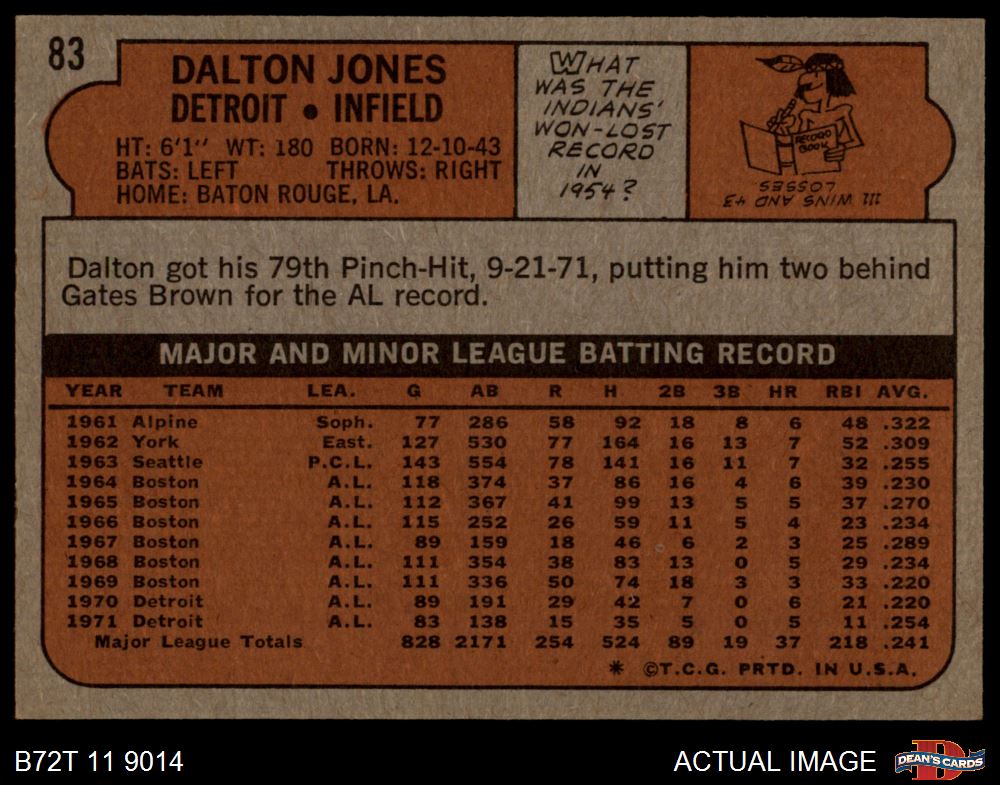 83
DALTON JONES
DETROIT • INFIELD
HT: 6'1" WT: 180 BORN: 12-10-43
BATS: LEFT THROWS: RIGHT
HOME: BATON ROUGE, LA.
WHAT
WAS THE
INDIANS'
WON-LOST
RECORD
IN
1954?
RECORD
BOOK
111 WINS AND 43
LOSSES
Dalton got his 79th Pinch-Hit, 9-21-71, putting him two behind
Gates Brown for the AL record.
MAJOR AND MINOR LEAGUE BATTING RECORD
YEAR TEAM LEA. G AB R H 2B 3B HR RBI AVG.
1961 Alpine Soph. 77 286 58 92 18 8 6 48 .322
1962 York East. 127 530 77 164 16 13 7 52 .309
1963 Seattle P.C.L. 143 554 78 141 16 11 7 32 .255
1964 Boston A.L. 118 374 37 86 16 4 6 39 .230
1965 Boston A.L. 112 367 41 99 13 5 5 37 .270
1966 Boston A.L. 115 252 26 59 11 5 4 23 .234
1967 Boston A.L. 89 159 18 46 6 2 3 25 .289
1968 Boston A.L. 111 354 38 83 13 0 5 29 .234
1969 Boston A.L. 111 336 50 74 18 3 3 33 .220
1970 Detroit A.L. 89 191 29 42 7 0 6 21 .220
1971 Detroit A.L. 83 138 15 35 5 0 5 11 .254
Major League Totals 828 2171 254 524 89 19 37 218 .241
* ©T.C.G. PRTD. IN U.S.A.
B72T 11 9014
ACTUAL IMAGE
DEAN'S CARDS